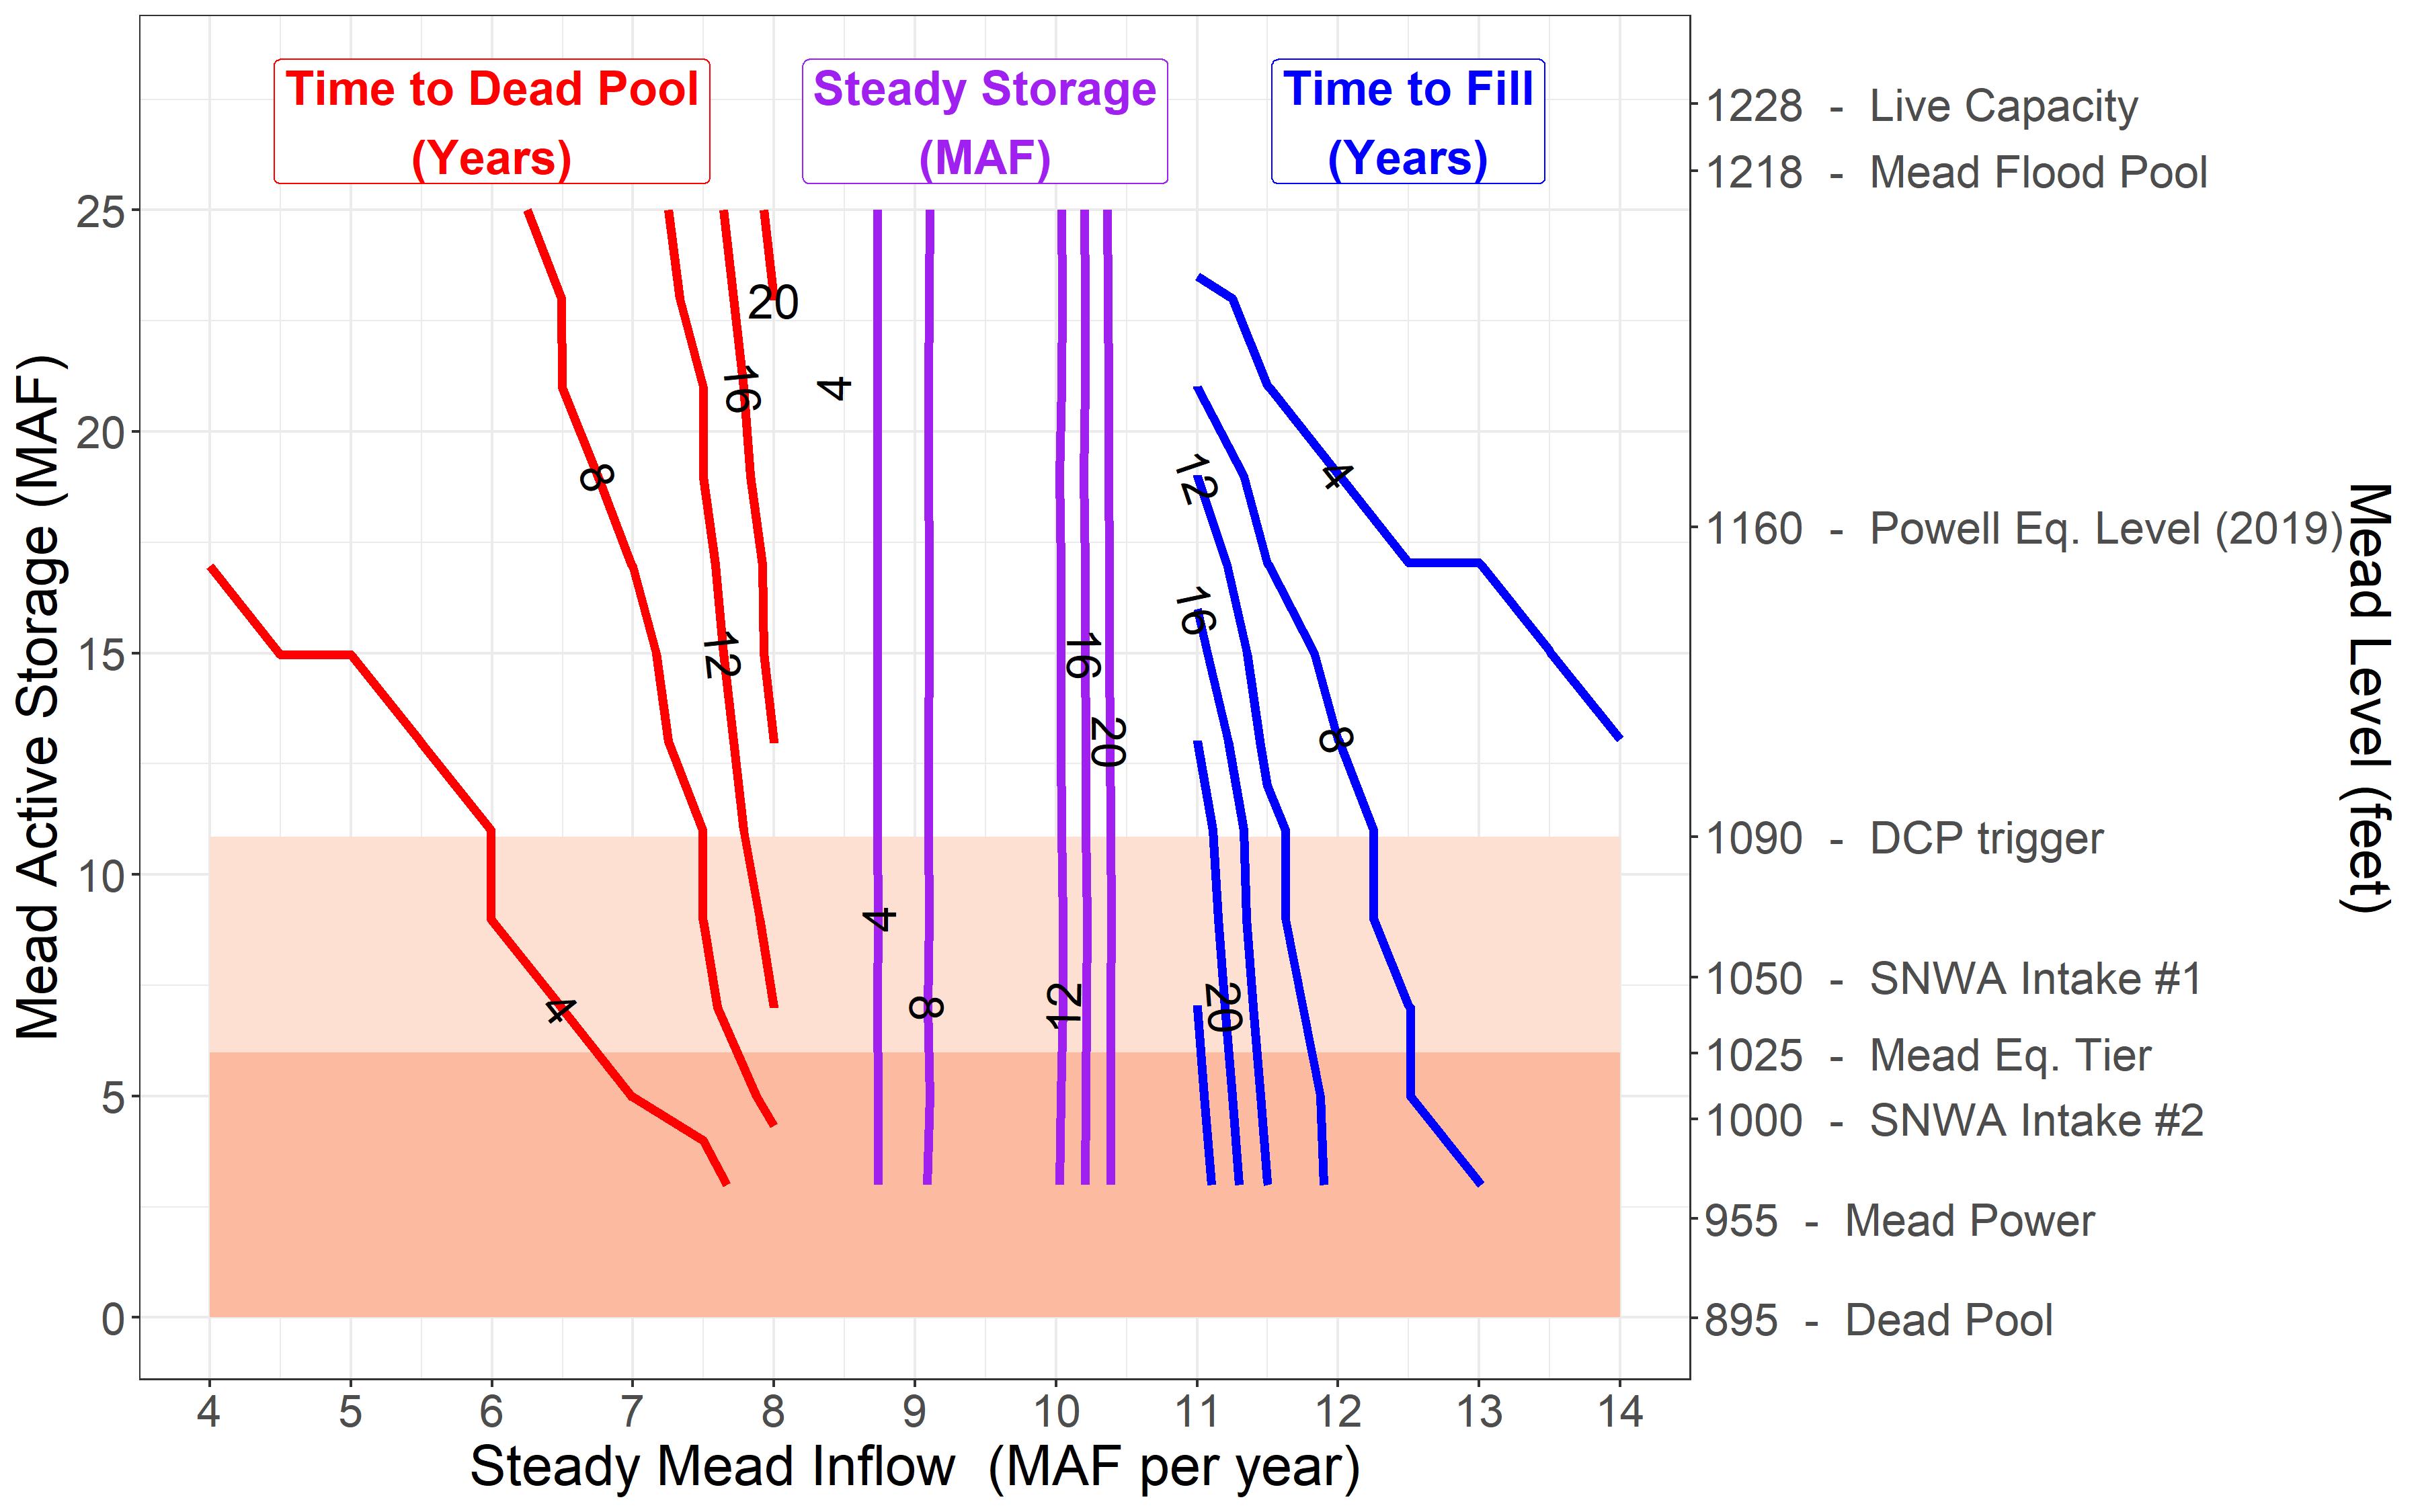 Time to Dead Pool
(Years)
Steady Storage
(MAF)
Time to Fill
(Years)
Mead Active Storage (MAF)
25
20
15
10
5
0
20
16
4
8
12
4
4
8
12
16
20
12
16
20
4
8
1228 - Live Capacity
1218 - Mead Flood Pool
1160 - Powell Eq. Level (2019)
1090 - DCP trigger
1050 - SNWA Intake #1
1025 - Mead Eq. Tier
1000 - SNWA Intake #2
955 - Mead Power
895 - Dead Pool
Mead Level (feet)
4 5 6 7 8 9 10 11 12 13 14
Steady Mead Inflow (MAF per year)